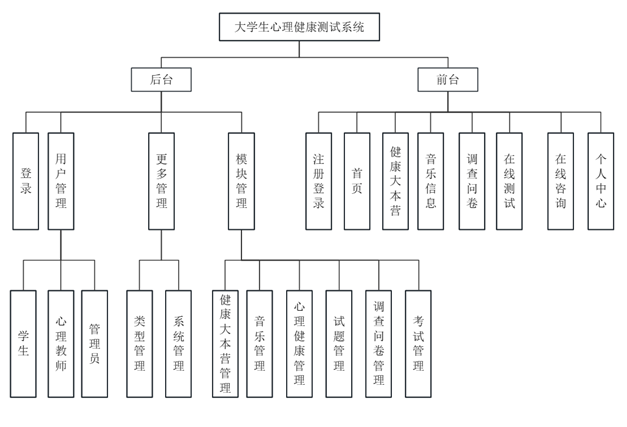 大学生心理健康测试系统
后台
前台
登录
用户管理
更多管理
模块管理
注册登录
首页
健康大本营
音乐信息
调查问卷
在线测试
在线咨询
个人中心
学生
心理教师
管理员
类型管理
系统管理
健康大本营管理
音乐管理
心理健康管理
试题管理
调查问卷管理
考试管理